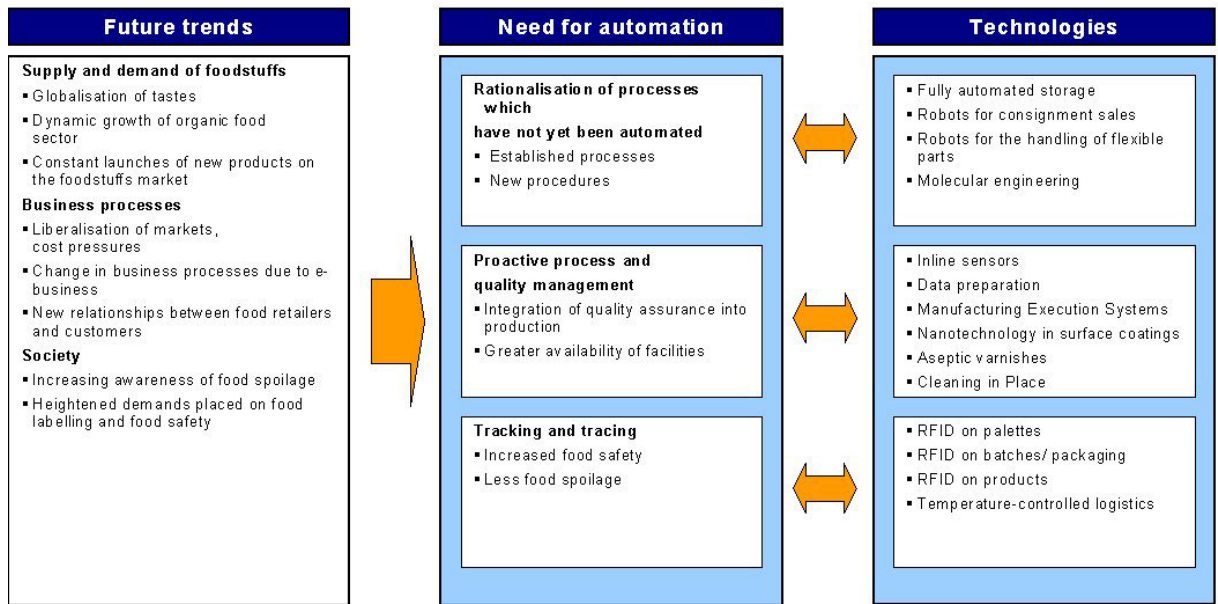 Future trends
Supply and demand of foodstuffs
▪ Globalisation of tastes
▪ Dynamic growth of organic food
sector
▪ Constant launches of new products on
the foodstuffs market
Business processes
▪ Liberalisation of markets,
cost pressures
▪ Change in business processes due to e-
business
▪ New relationships between food retailers
and customers
Society
▪ Increasing awareness of food spoilage
▪ Heightened demands placed on food
labelling and food safety
Need for automation
Rationalisation of processes
which
have not yet been automated
▪ Established processes
▪ New procedures
Proactive process and
quality management
▪ Integration of quality assurance into
production
▪ Greater availability of facilities
Tracking and tracing
▪ Increased food safety
▪ Less food spoilage
Technologies
▪ Fully automated storage
▪ Robots for consignment sales
▪ Robots for the handling of flexible
parts
▪ Molecular engineering
▪ Inline sensors
▪ Data preparation
▪ Manufacturing Execution Systems
▪ Nanotechnology in surface coatings
▪ Aseptic varnishes
▪ Cleaning in Place
▪ RFID on palettes
▪ RFID on batches/ packaging
▪ RFID on products
▪ Temperature-controlled logistics